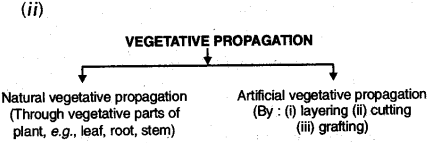 (ii)
VEGETATIVE PROPAGATION
Natural vegetative propagation
(Through vegetative parts of
plant, e.g., leaf, root, stem)
Artificial vegetative propagation
(By : (i) layering (ii) cutting
(iii) grafting)